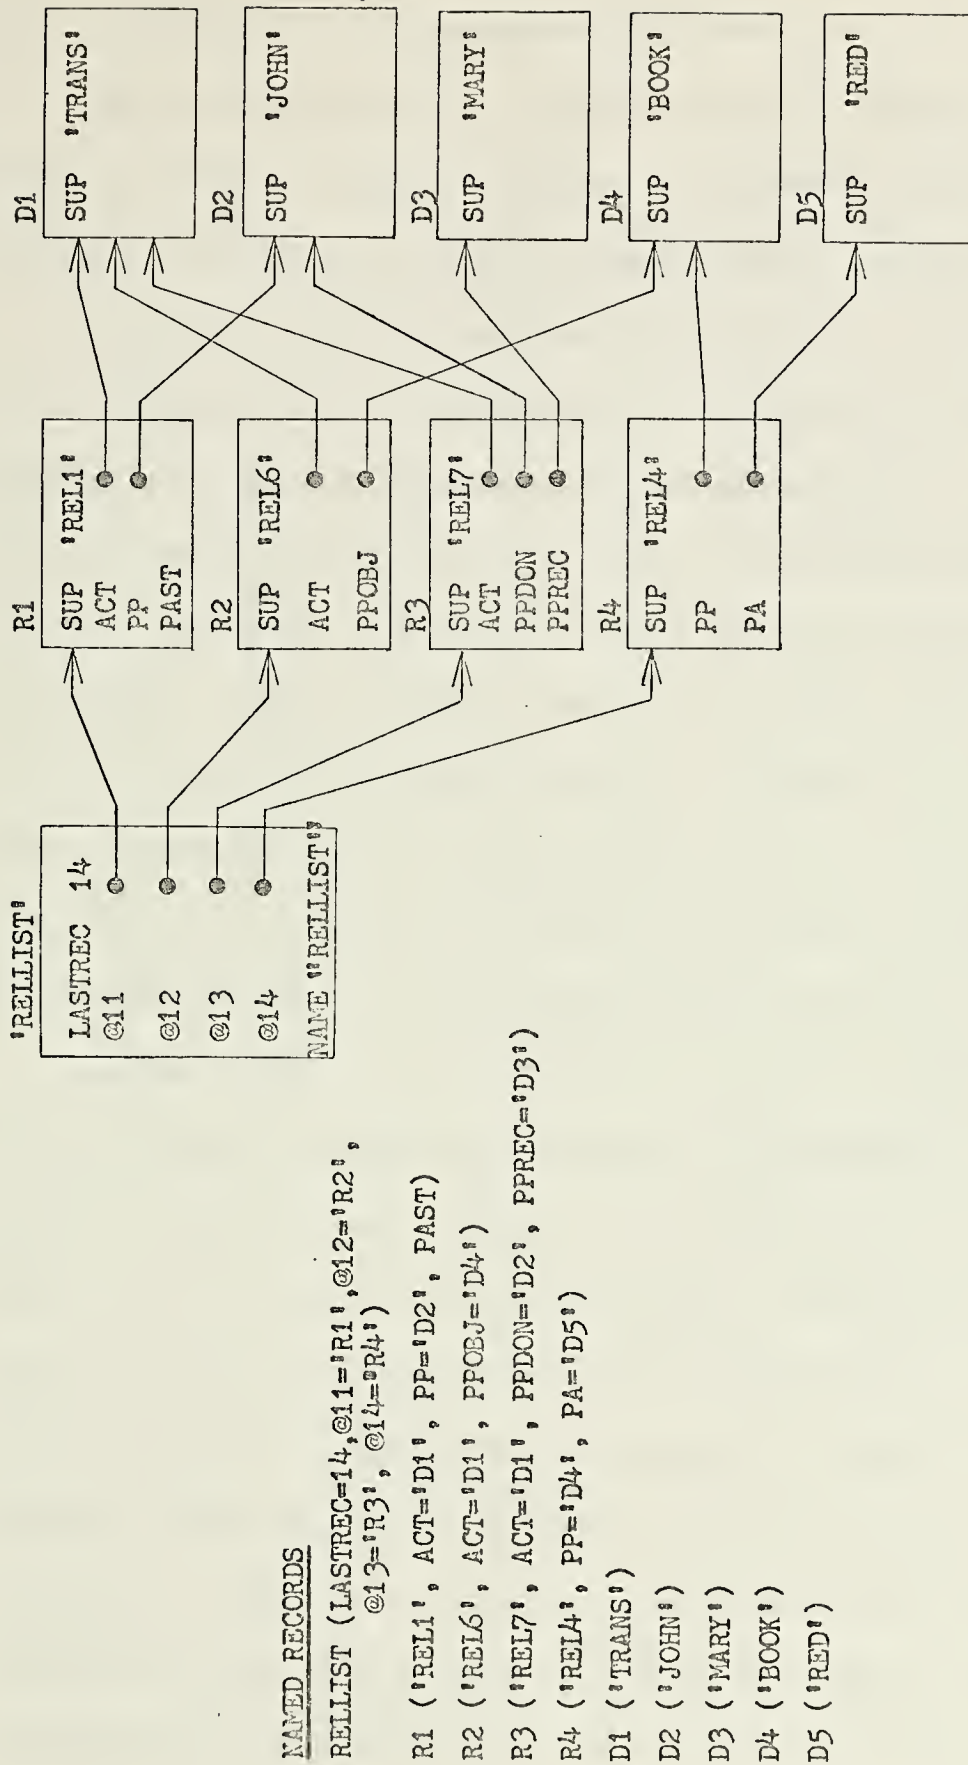 NAMED RECORDS
RELLIST (LASTREC=14,@11='R1',@12='R2',
@13='R3', @14='R4')
R1 ('REL1', ACT='D1', PP='D2', PAST)
R2 ('REL6', ACT='D1', PPOBJ='D4')
R3 ('REL7', ACT='D1', PPDON='D2', PPREC='D3')
R4 ('REL4', PP='D4', PA='D5')
D1 ('TRANS')
D2 ('JOHN')
D3 ('MARY')
D4 ('BOOK')
D5 ('RED')
'RELLIST'
LASTREC 14
@11
@12
@13
@14
NAME "RELLIST"
R1
SUP 'REL1'
ACT
PP
PAST
R2
SUP 'REL6'
ACT
PPOBJ
R3
SUP 'REL7'
ACT
PPDON
PPREC
R4
SUP 'REL4'
PP
PA
D1
SUP 'TRANS'
D2
SUP 'JOHN'
D3
SUP 'MARY'
D4
SUP 'BOOK'
D5
SUP 'RED'